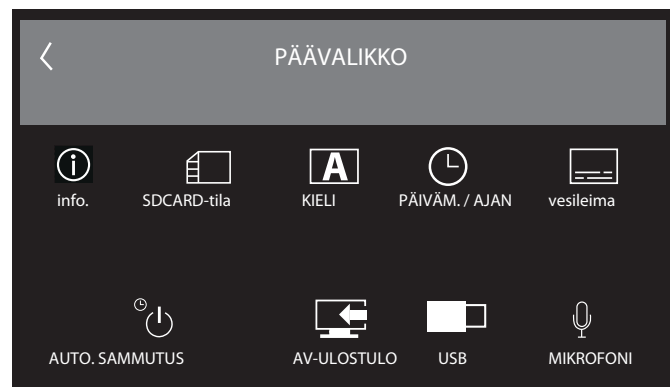 PÄÄVALIKKO
info.
SDCARD-tila
KIELI
PÄIVÄM. / AJAN
vesileima
AUTO. SAMMUTUS
AV-ULOSTULO
USB
MIKROFONI